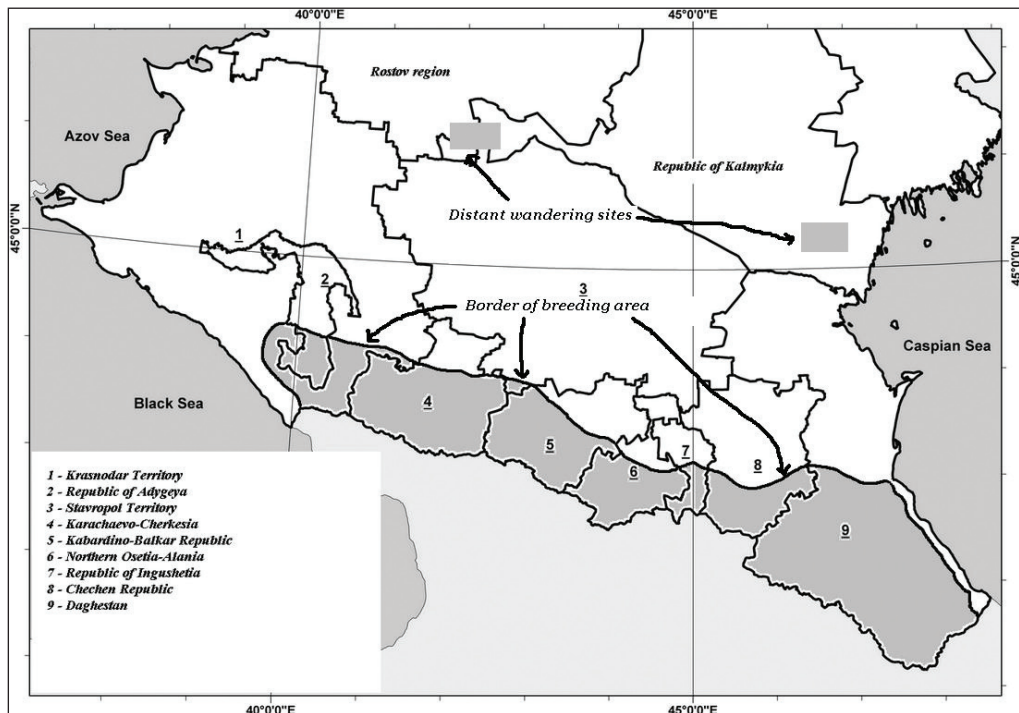 40°0'0"E
45°0'0"E
Rostov region
Azov Sea
Republic of Kalmykia
Distant wandering sites
45°0'0"N
45°0'0"N
1
2
3
Border of breeding area
Caspian Sea
Black Sea
4
5
6
7
8
9
1 - Krasnodar Territory
2 - Republic of Adygeya
3 - Stavropol Territory
4 - Karachaevo-Cherkesia
5 - Kabardino-Balkar Republic
6 - Northern Osetia-Alania
7 - Republic of Ingushetia
8 - Chechen Republic
9 - Daghestan
40°0'0"E
45°0'0"E